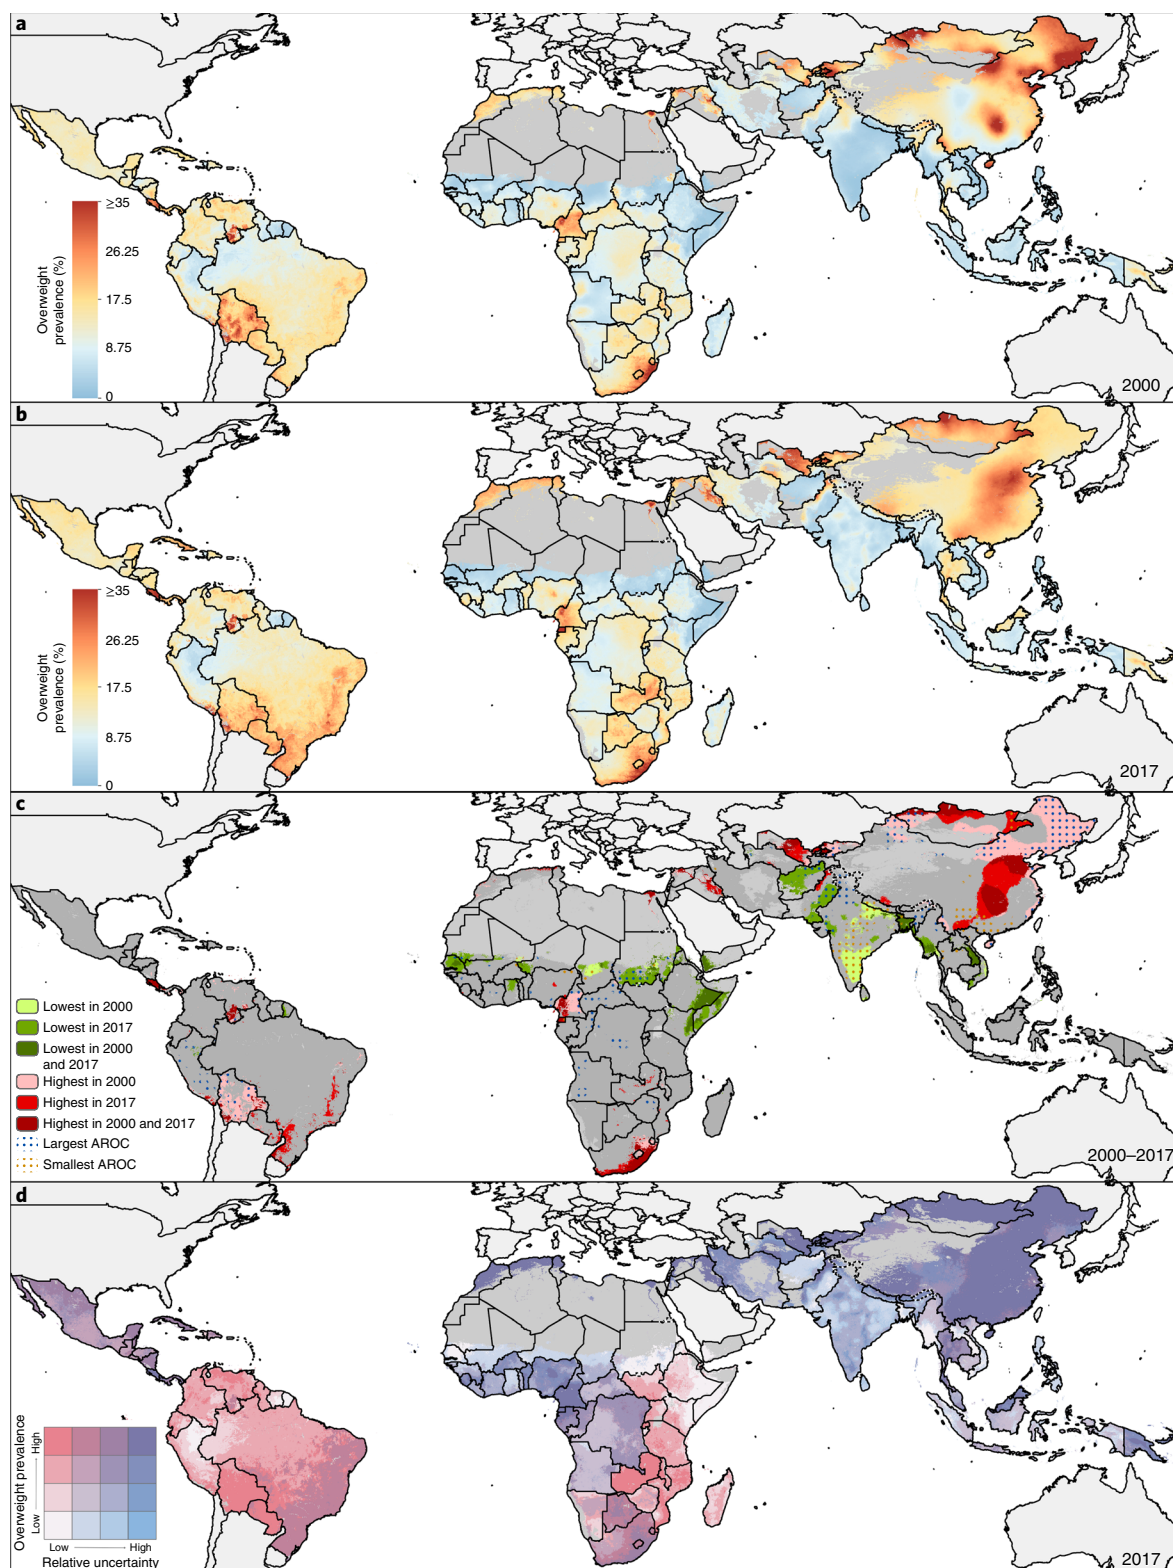 a
Overweight
prevalence (%)
≥35
26.25
17.5
8.75
0
2000
b
Overweight
prevalence (%)
≥35
26.25
17.5
8.75
0
2017
c
Lowest in 2000
Lowest in 2017
Lowest in 2000
and 2017
Highest in 2000
Highest in 2017
Highest in 2000 and 2017
Largest AROC
Smallest AROC
2000–2017
d
Overweight prevalence
High
Low
Low
High
Relative uncertainty
2017